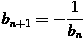 b_{n+1} = -\frac{1}{b_n}